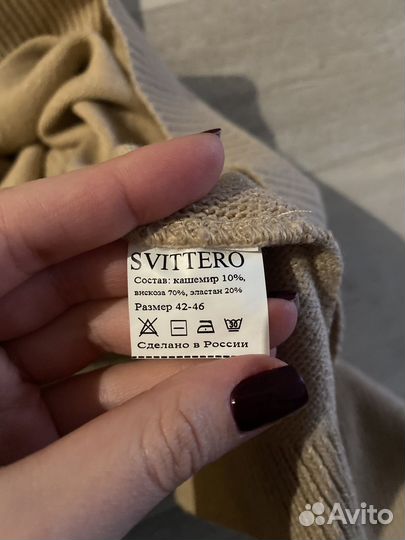 SVITTERO
Состав: кашемир 10%,
вискоза 70%, эластан 20%
Размер 42-46
30
Сделано в России
Avito